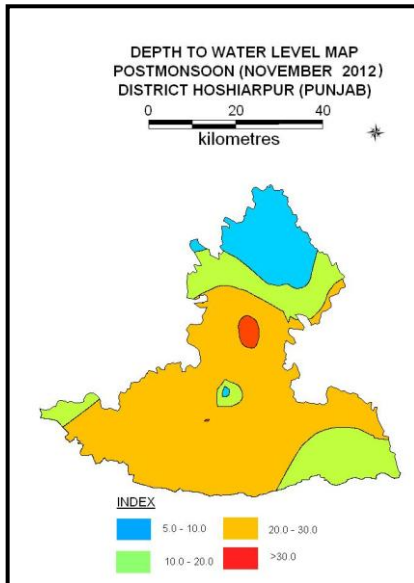 DEPTH TO WATER LEVEL MAP
POSTMONSOON (NOVEMBER 2012)
DISTRICT HOSHIARPUR (PUNJAB)
0 20 40
kilometres
INDEX
5.0 - 10.0 20.0 - 30.0
10.0 - 20.0 >30.0